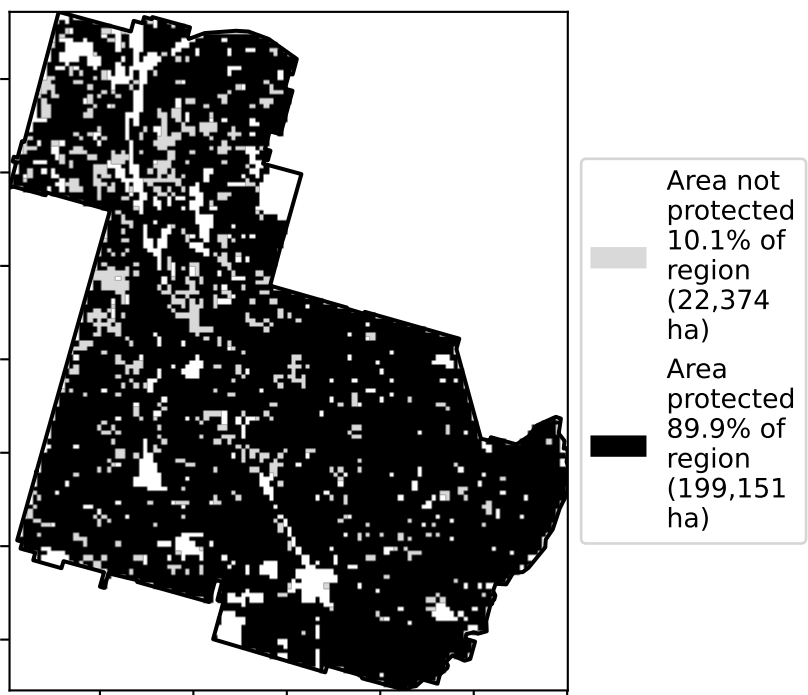 Area not
protected
10.1% of
region
(22,374
ha)
Area
protected
89.9% of
region
(199,151
ha)